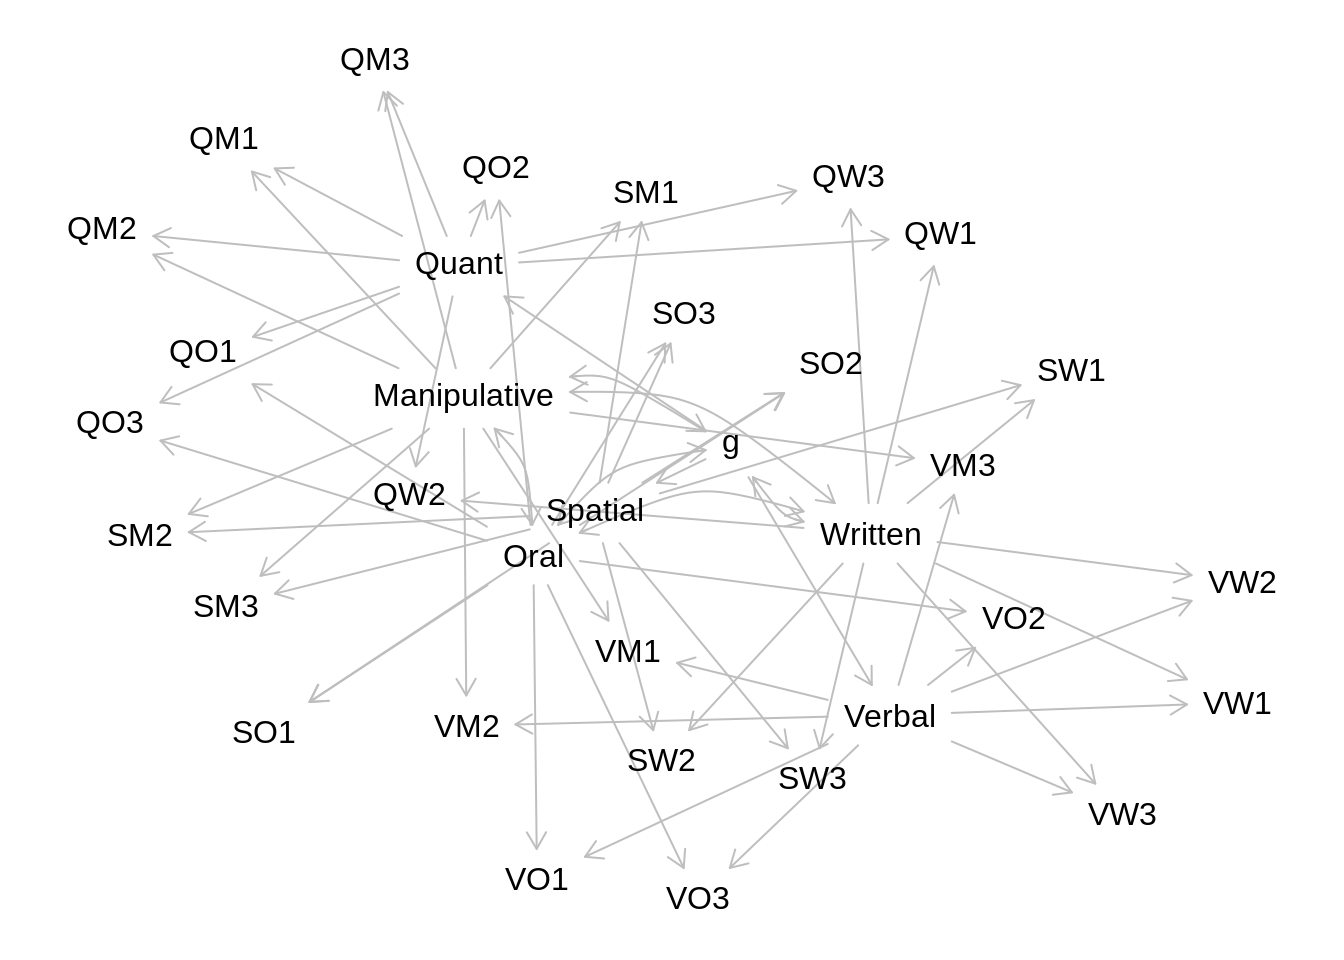 QM3
QM1
QO2
QW3
SM1
QM2
QW1
Quant
SO3
QO1
SO2
SW1
Manipulative
QO3
g
VM3
QW2
Spatial
SM2
Written
Oral
VW2
SM3
VO2
VM1
VW1
Verbal
SO1
VM2
SW2
SW3
VW3
VO1
VO3